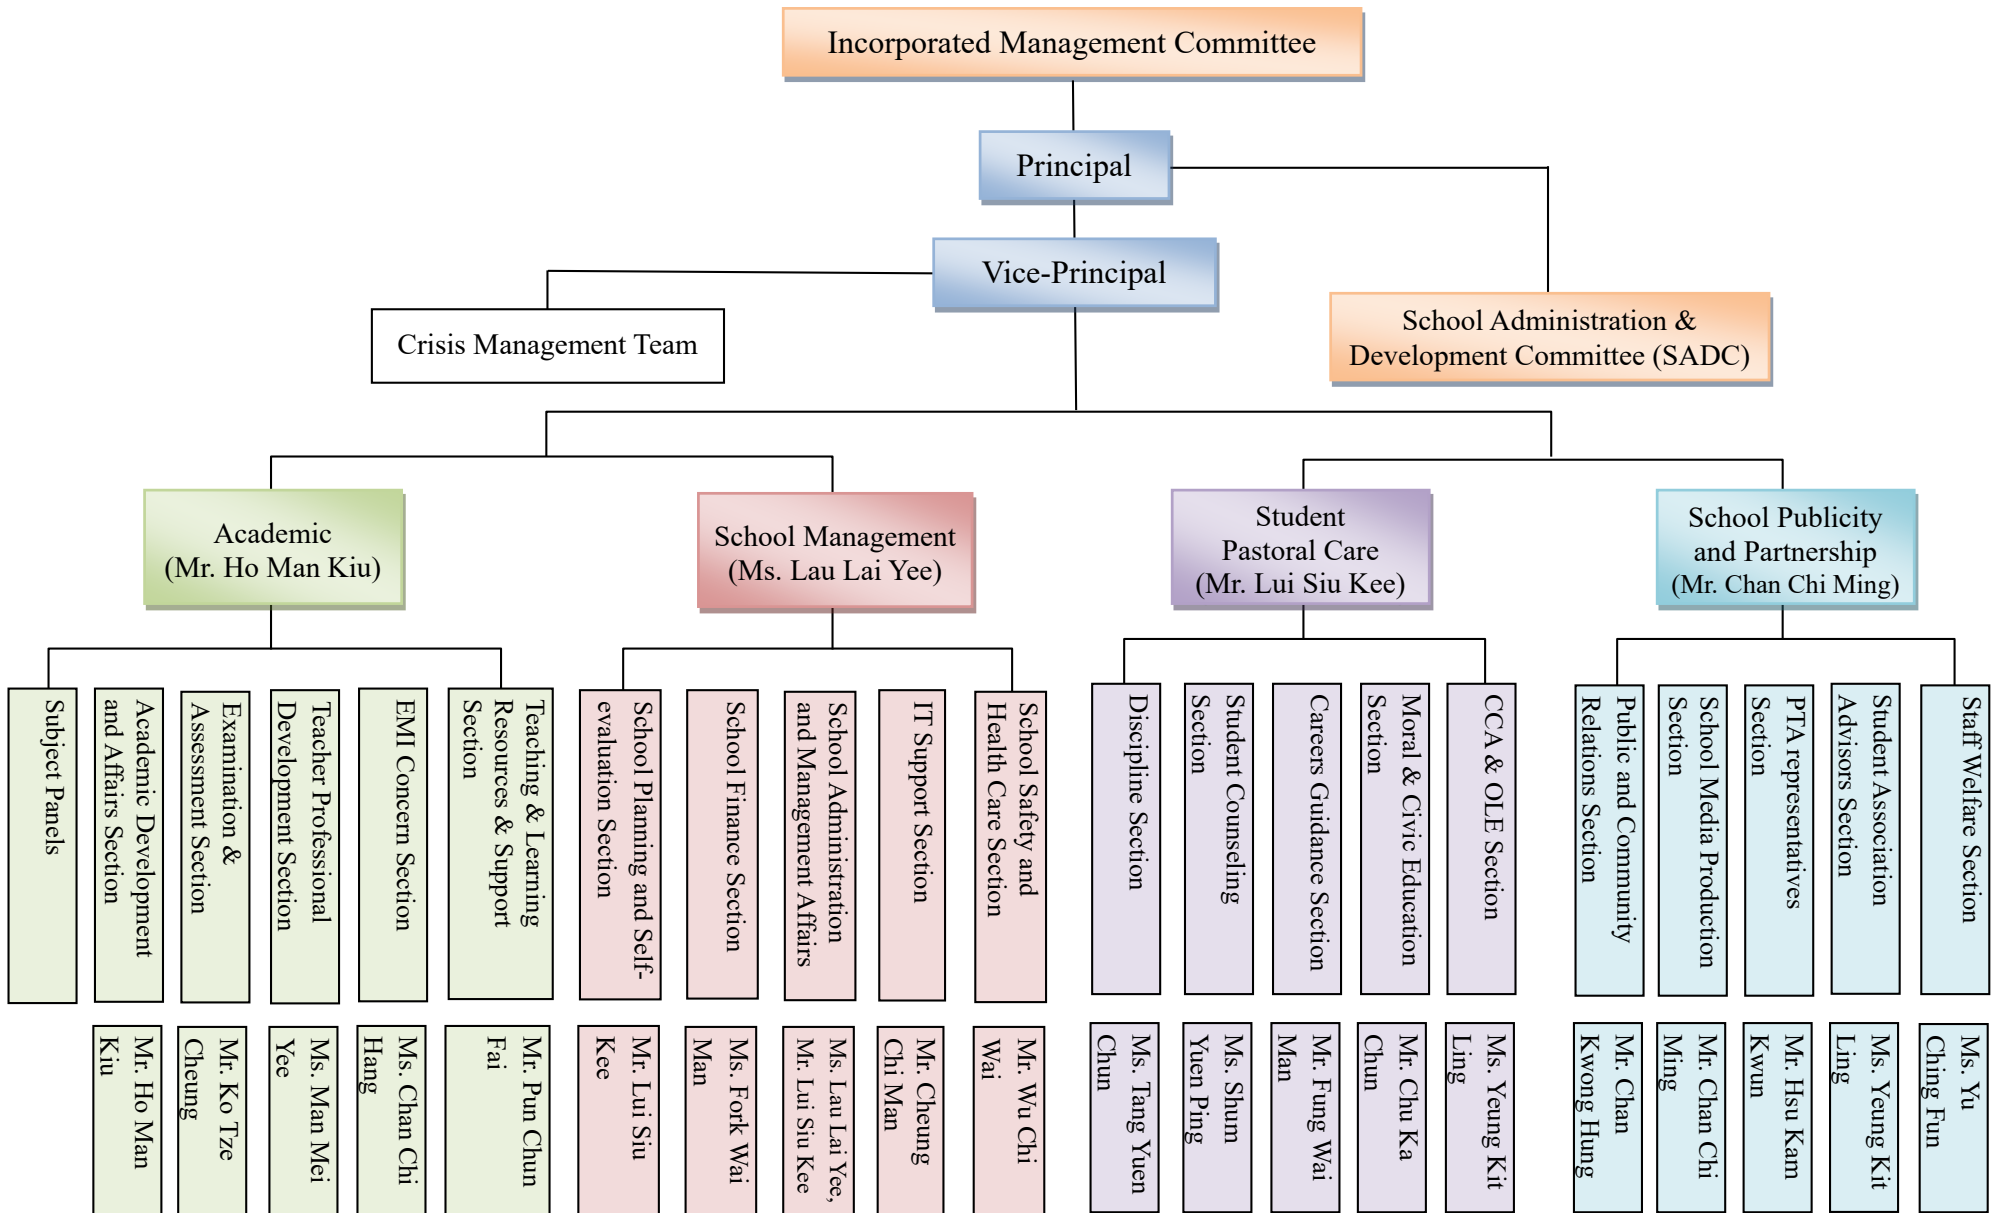 Incorporated Management Committee
Principal
Vice-Principal
Crisis Management Team
School Administration &
Development Committee (SADC)
Academic
(Mr. Ho Man Kiu)
School Management
(Ms. Lau Lai Yee)
Student
Pastoral Care
(Mr. Lui Siu Kee)
School Publicity
and Partnership
(Mr. Chan Chi Ming)
Subject Panels
Academic Development
and Affairs Section
Examination &
Assessment Section
Teacher Professional
Development Section
EMI Concern Section
Teaching & Learning
Resources & Support
Section
School Planning and Self-
evaluation Section
School Finance Section
School Administration
and Management Affairs
IT Support Section
School Safety and
Health Care Section
Discipline Section
Student Counseling
Section
Careers Guidance Section
Moral & Civic Education
Section
CCA & OLE Section
Public and Community
Relations Section
School Media Production
Section
PTA representatives
Section
Student Association
Advisors Section
Staff Welfare Section
Mr. Ho Man
Kiu
Mr. Ko Tze
Cheung
Ms. Man Mei
Yee
Ms. Chan Chi
Hang
Mr. Pun Chun
Fai
Mr. Lui Siu
Kee
Ms. Fork Wai
Man
Ms. Lau Lai Yee,
Mr. Lui Siu Kee
Mr. Cheung
Chi Man
Mr. Wu Chi
Wai
Ms. Tang Yuen
Chun
Ms. Shum
Yuen Ping
Mr. Fung Wai
Man
Mr. Chu Ka
Chun
Ms. Yeung Kit
Ling
Mr. Chan
Kwong Hung
Mr. Chan Chi
Ming
Mr. Hsu Kam
Kwun
Ms. Yeung Kit
Ling
Ms. Yu
Ching Fun